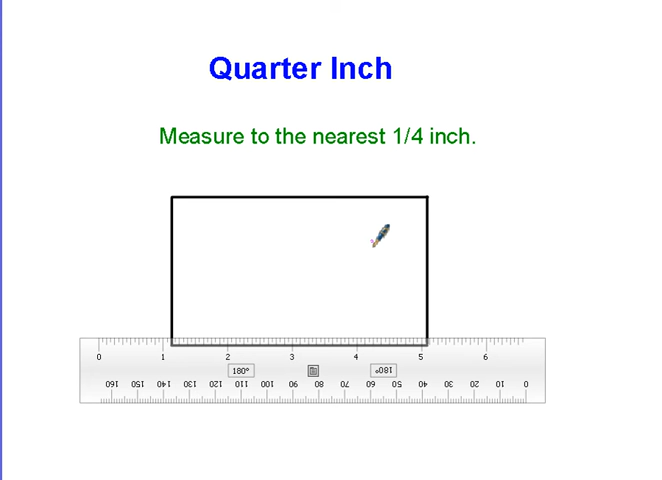 Quarter Inch
Measure to the nearest 1/4 inch.
0 1 2 3 4 5 6
180° 180°
160 150 140 130 120 110 100 90 80 70 60 50 40 30 20 10 0